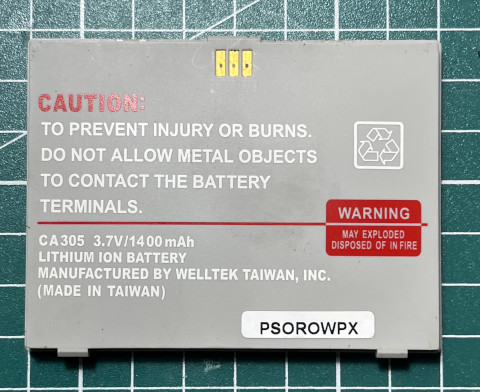 CAUTION:
TO PREVENT INJURY OR BURNS.
DO NOT ALLOW METAL OBJECTS
TO CONTACT THE BATTERY
TERMINALS.
WARNING
MAY EXPLODED
DISPOSED OF IN FIRE
CA305 3.7V/1400mAh
LITHIUM ION BATTERY
MANUFACTURED BY WELLTEK TAIWAN, INC.
(MADE IN TAIWAN)
PSOROWPX